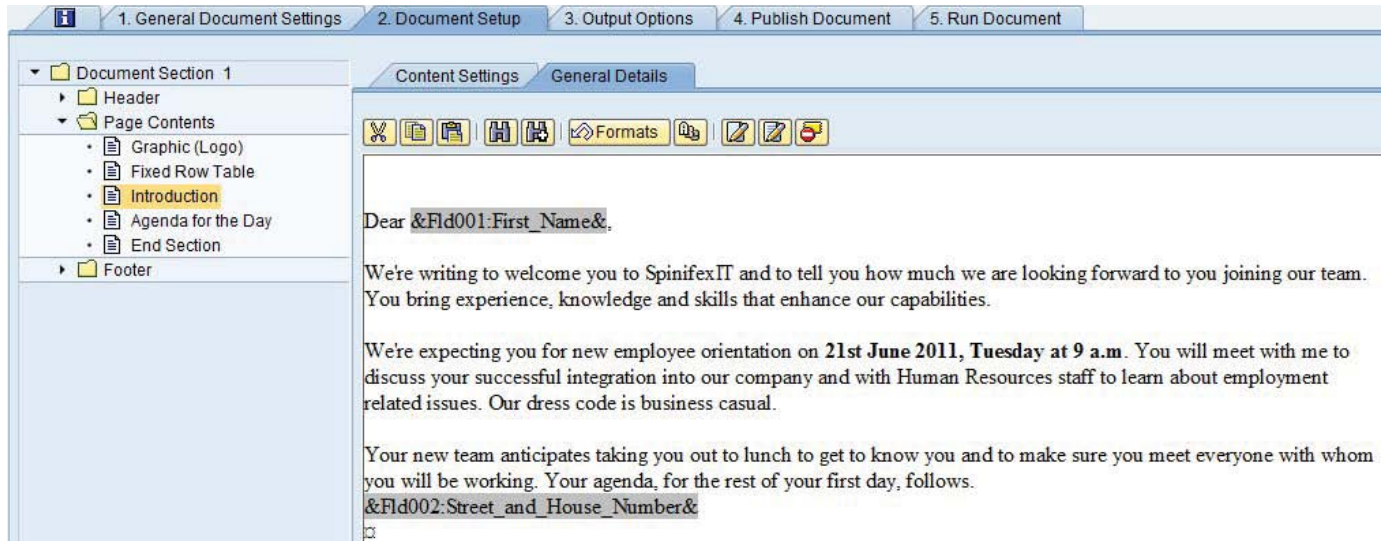 1. General Document Settings 2. Document Setup 3. Output Options 4. Publish Document 5. Run Document
Document Section 1
Header
Page Contents
Graphic (Logo)
Fixed Row Table
Introduction
Agenda for the Day
End Section
Footer
Content Settings General Details
Formats
Dear &Fld001:First_Name&,
We're writing to welcome you to SpinifexIT and to tell you how much we are looking forward to you joining our team.
You bring experience, knowledge and skills that enhance our capabilities.
We're expecting you for new employee orientation on 21st June 2011, Tuesday at 9 a.m. You will meet with me to
discuss your successful integration into our company and with Human Resources staff to learn about employment
related issues. Our dress code is business casual.
Your new team anticipates taking you out to lunch to get to know you and to make sure you meet everyone with whom
you will be working. Your agenda, for the rest of your first day, follows.
&Fld002:Street_and_House_Number&